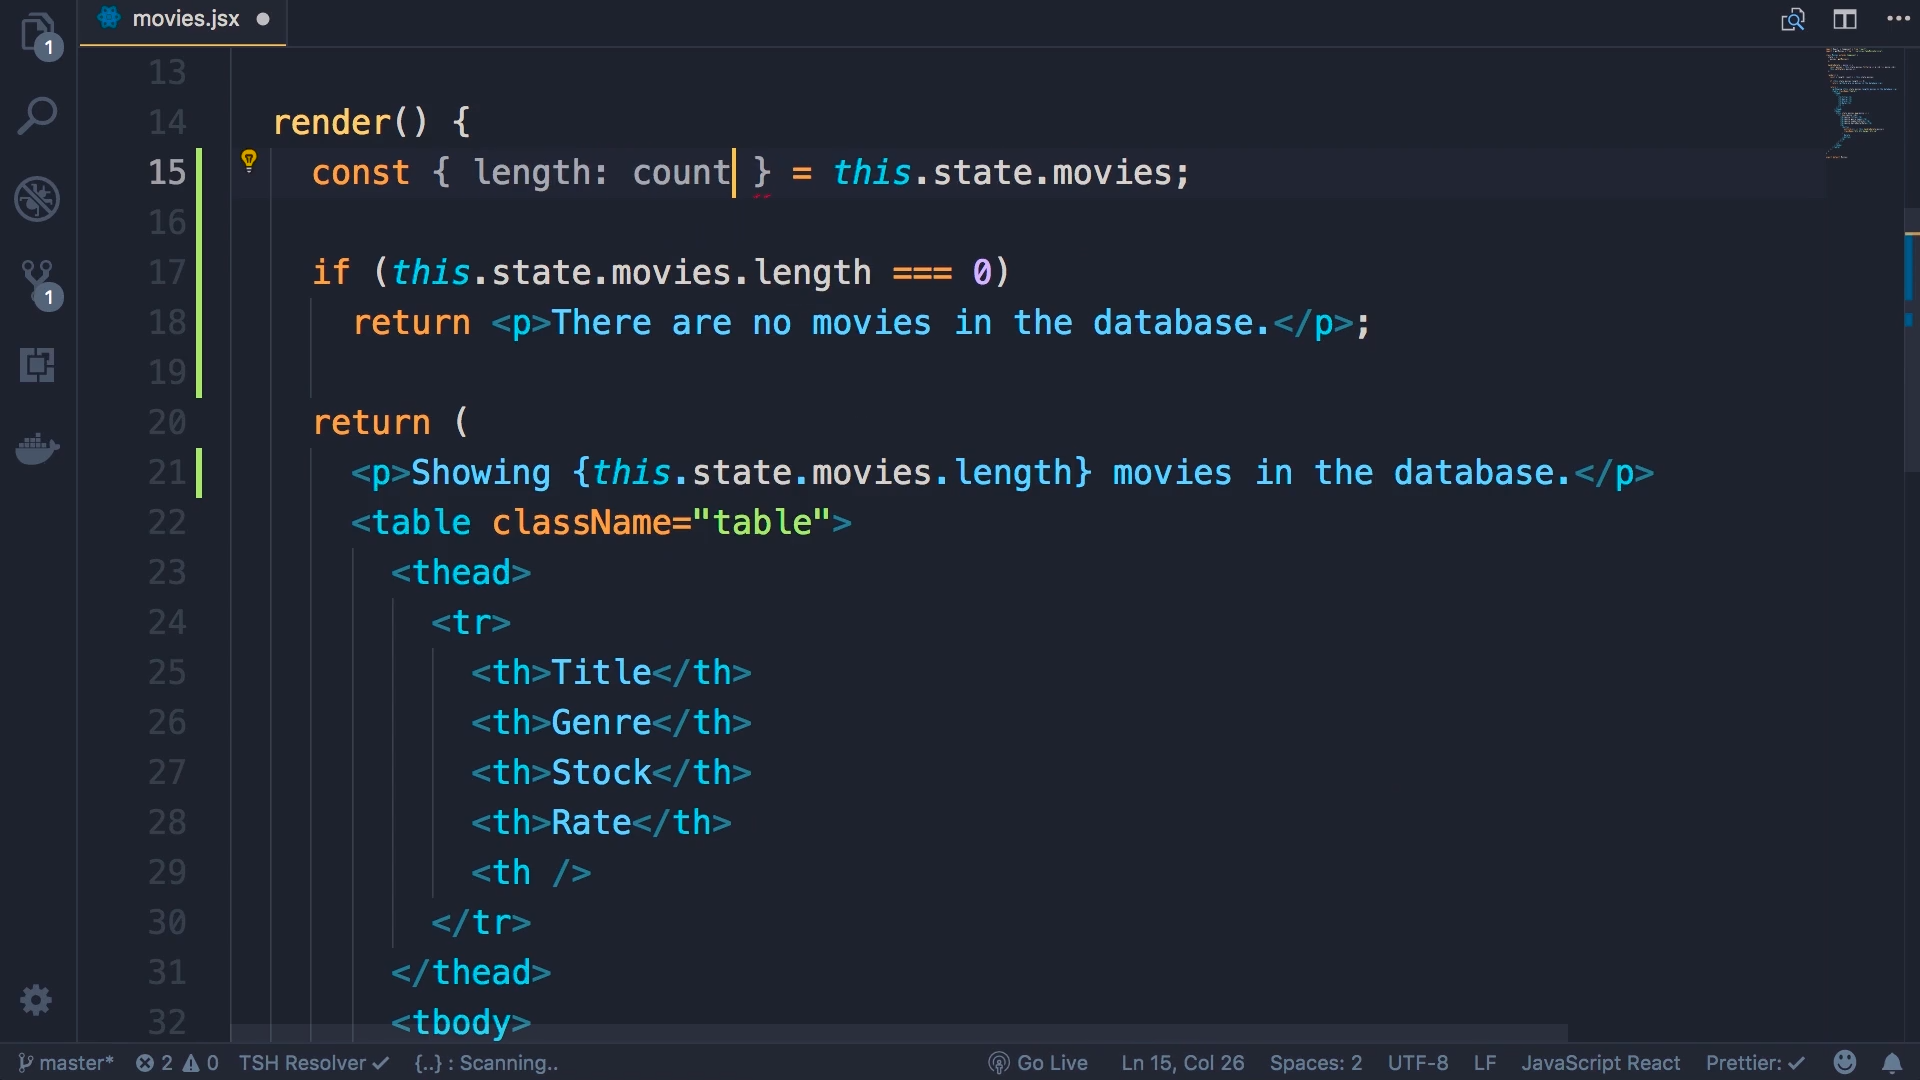 1
movies.jsx
13
14 render() {
15 const { length: count } = this.state.movies;
16
17 if (this.state.movies.length === 0)
18 return <p>There are no movies in the database.</p>;
19
20 return (
21 <p>Showing {this.state.movies.length} movies in the database.</p>
22 <table className="table">
23 <thead>
24 <tr>
25 <th>Title</th>
26 <th>Genre</th>
27 <th>Stock</th>
28 <th>Rate</th>
29 <th />
30 </tr>
31 </thead>
32 <tbody>
1
master* 2 0 TSH Resolver ✓ {..} : Scanning.. Go Live Ln 15, Col 26 Spaces: 2 UTF-8 LF JavaScript React Prettier: ✓